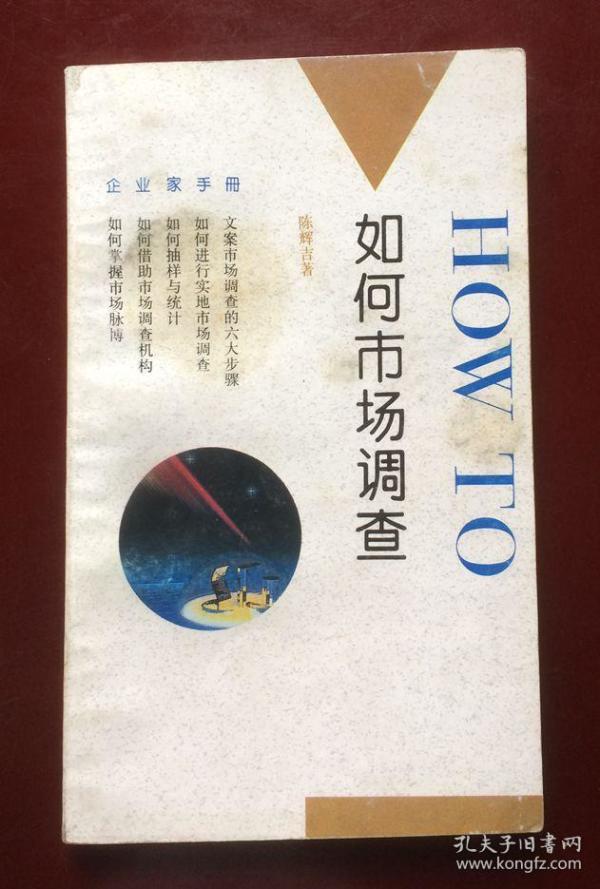 HOW TO
如何市场调查
陈辉吉著
企业家手册
文案市场调查的六大步骤
如何进行实地市场调查
如何抽样与统计
如何借助市场调查机构
如何掌握市场脉博
孔夫子旧書网
www.kongfz.com